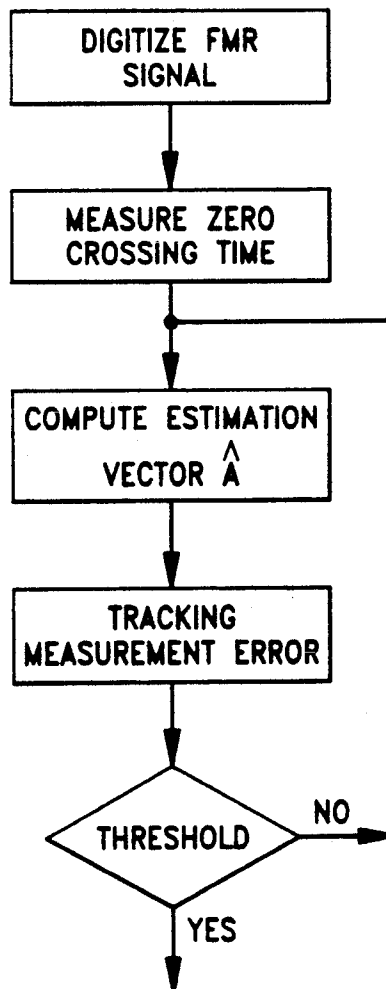 DIGITIZE FMR
SIGNAL
MEASURE ZERO
CROSSING TIME
COMPUTE ESTIMATION
VECTOR Â
TRACKING
MEASUREMENT ERROR
THRESHOLD
NO
YES